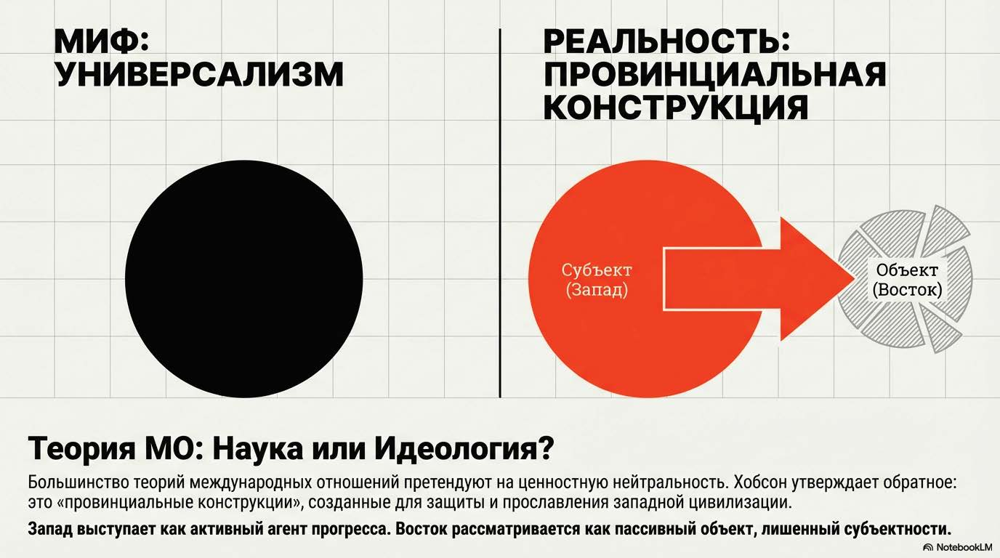 МИФ:
УНИВЕРСАЛИЗМ
РЕАЛЬНОСТЬ:
ПРОВИНЦИАЛЬНАЯ
КОНСТРУКЦИЯ
Субъект
(Запад)
Объект
(Восток)
Теория МО: Наука или Идеология?
Большинство теорий международных отношений претендуют на ценностную нейтральность. Хобсон утверждает обратное:
это «провинциальные конструкции», созданные для защиты и прославления западной цивилизации.
Запад выступает как активный агент прогресса. Восток рассматривается как пассивный объект, лишенный субъектности.
NotebookLM